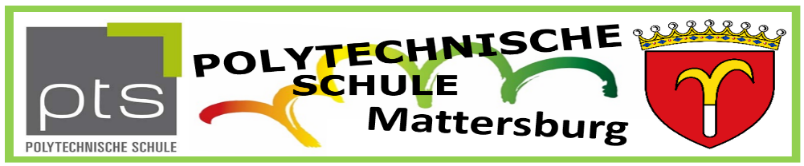 pts
POLYTECHNISCHE SCHULE
POLYTECHNISCHE
SCHULE
Mattersburg